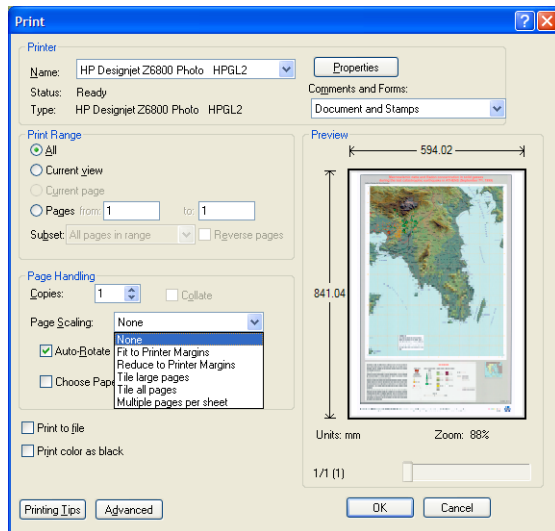 Print
Printer
Name: HP Designjet Z6800 Photo HPGL2
Properties
Status: Ready
Comments and Forms:
Type: HP Designjet Z6800 Photo HPGL2
Document and Stamps
Print Range
All
Current view
Current page
Pages from: 1 to: 1
Subset: All pages in range
Reverse pages
Page Handling
Copies: 1
Collate
Page Scaling: None
None
Fit to Printer Margins
Reduce to Printer Margins
Tile large pages
Tile all pages
Multiple pages per sheet
Auto-Rotate
Choose Pape
Print to file
Print color as black
Preview
594.02
841.04
Units: mm
Zoom: 88%
1/1 (1)
Printing Tips
Advanced
OK
Cancel